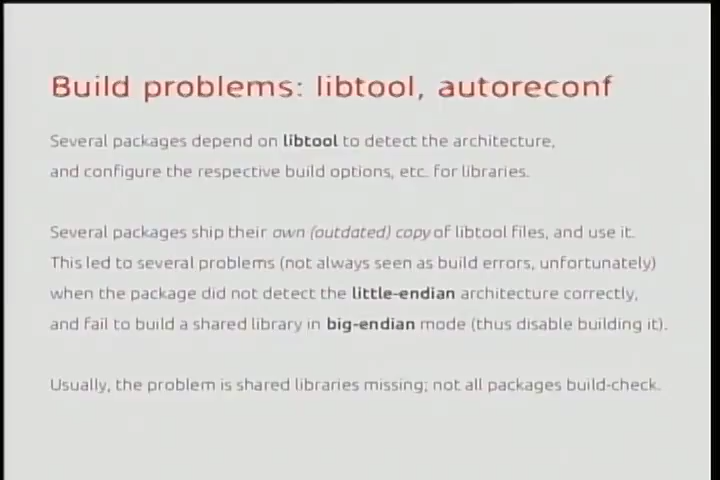 Build problems: libtool, autoreconf
Several packages depend on libtool to detect the architecture,
and configure the respective build options, etc. for libraries.
Several packages ship their own (outdated) copy of libtool files, and use it.
This led to several problems (not always seen as build errors, unfortunately)
when the package did not detect the little-endian architecture correctly,
and fail to build a shared library in big-endian mode (thus disable building it).
Usually, the problem is shared libraries missing; not all packages build-check.